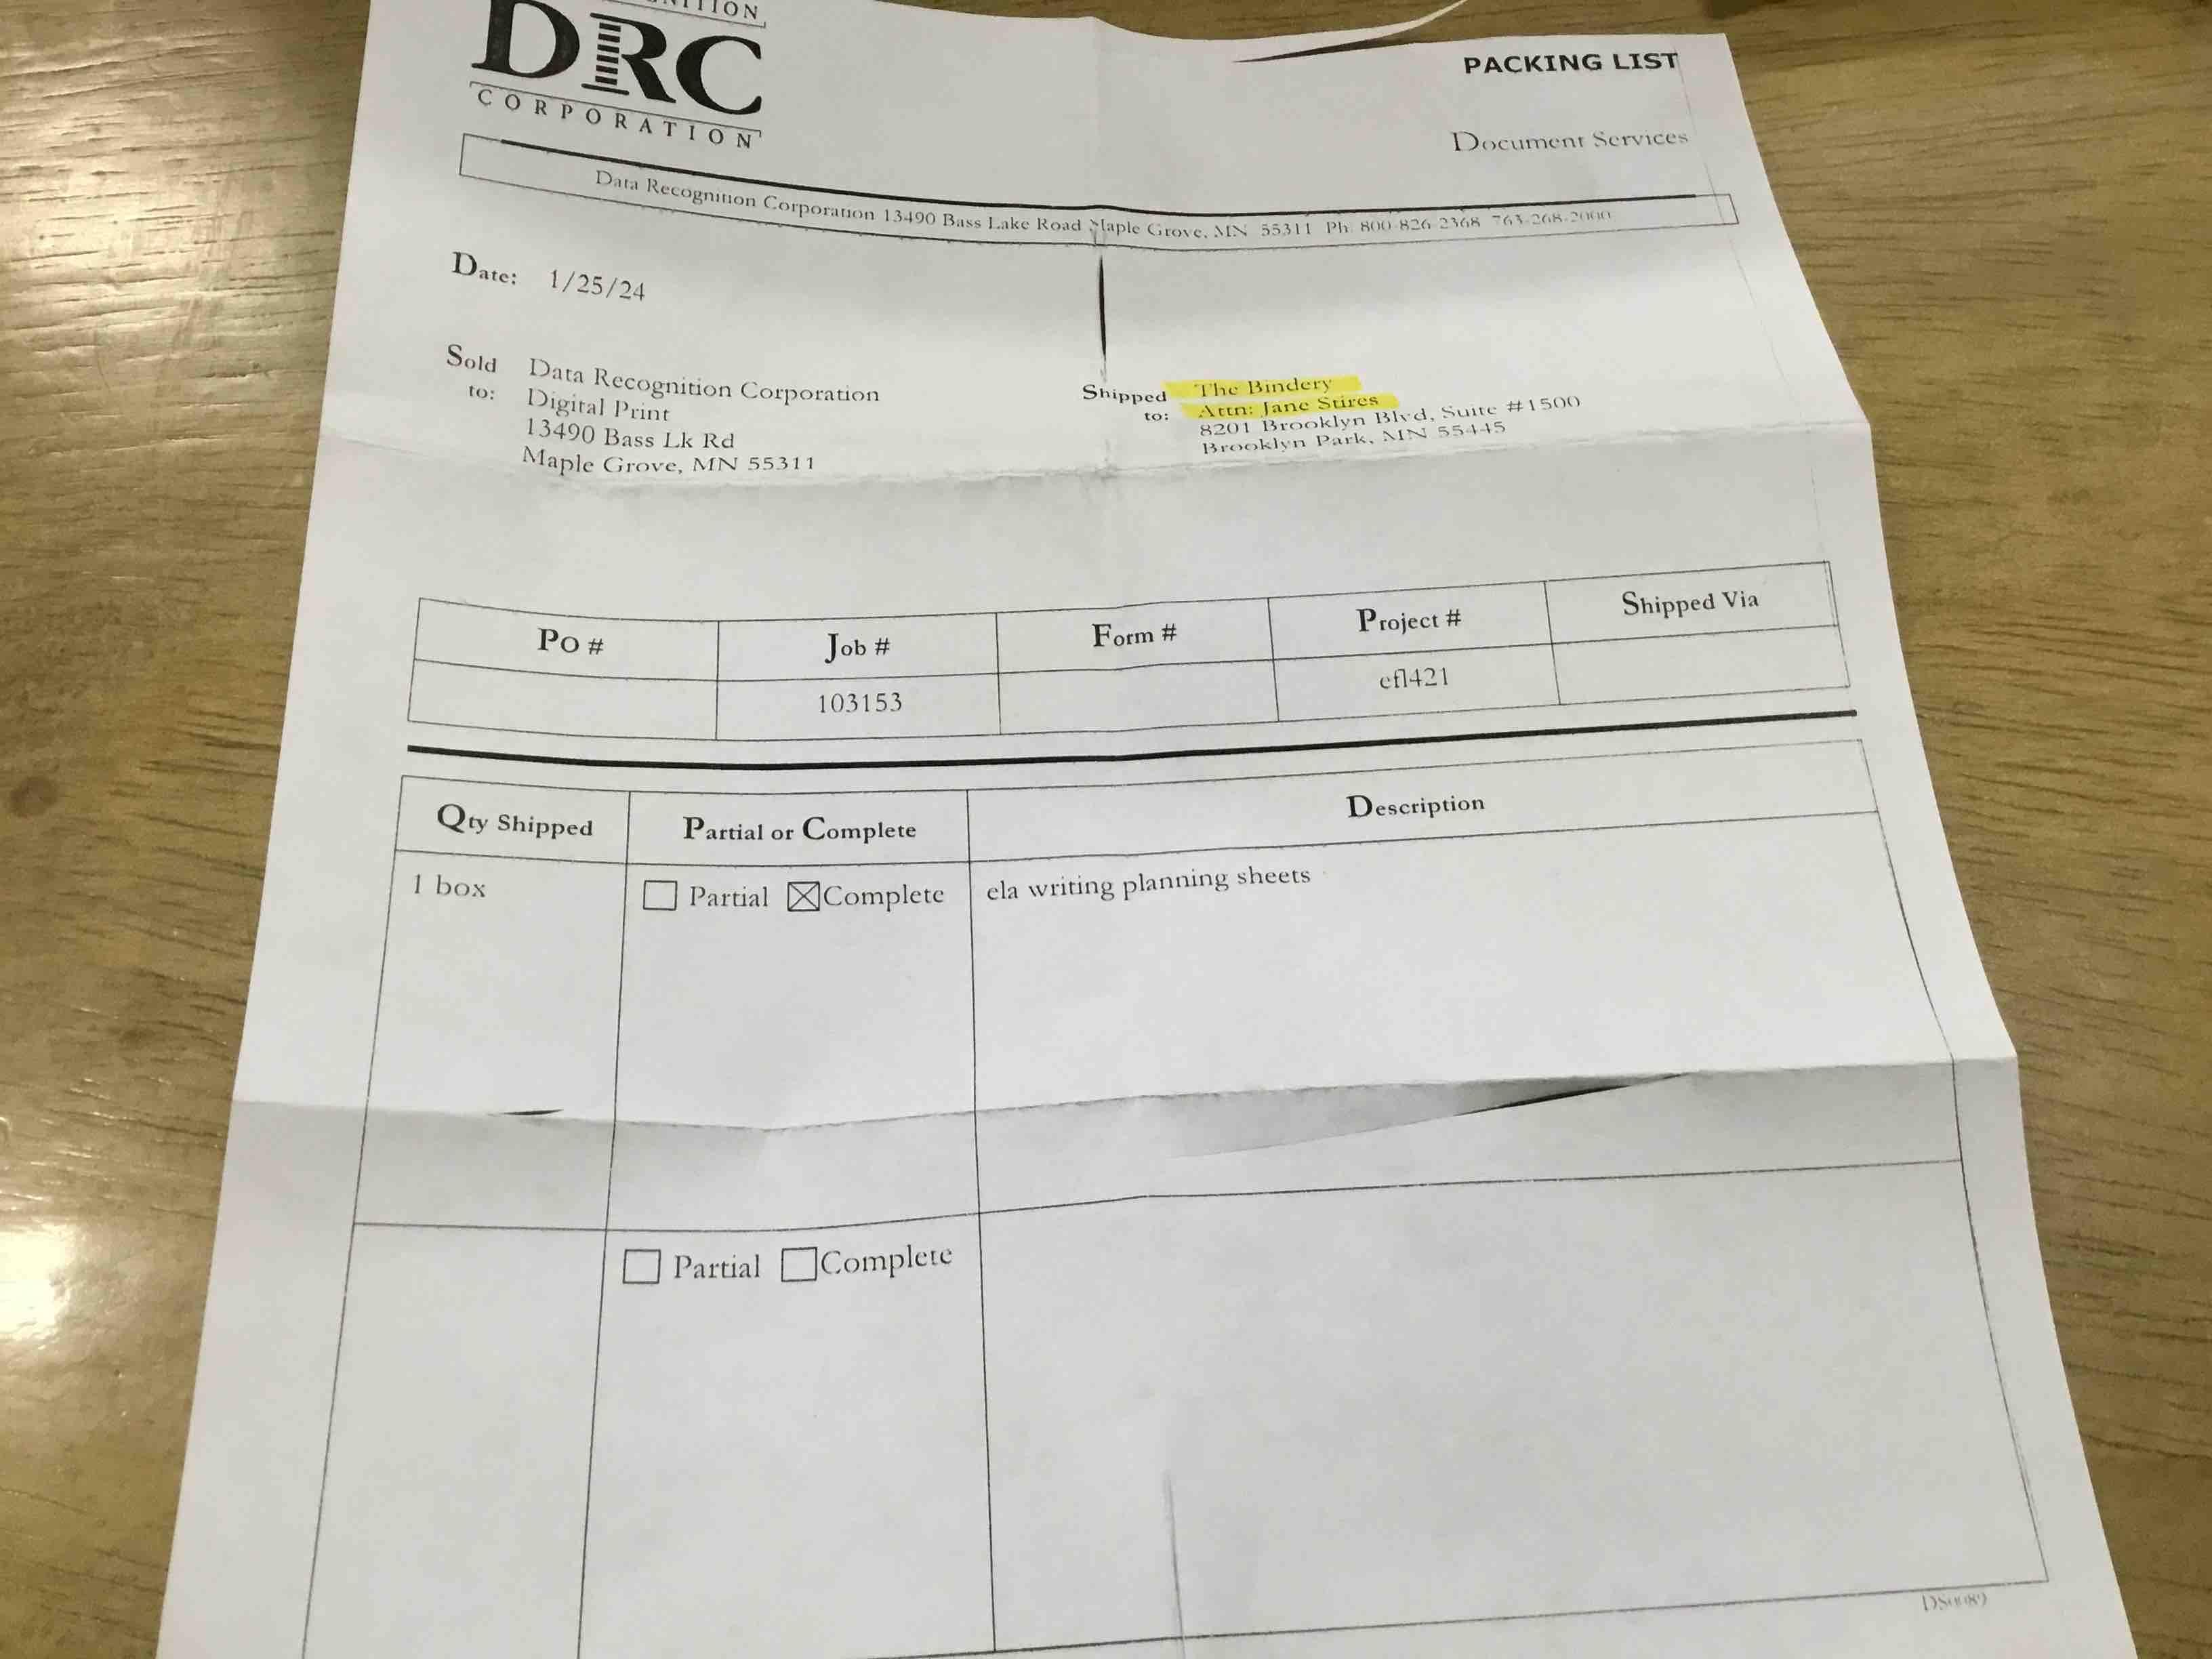 DRC
CORPORATION
PACKING LIST
Document Services
Data Recognition Corporation 13490 Bass Lake Road Maple Grove, MN 55311 Ph. 800-826-2368 763-268-2000
Date: 1/25/24
Sold to: Data Recognition Corporation
Digital Print
13490 Bass Lk Rd
Maple Grove, MN 55311
Shipped to: The Bindery
Attn: Jane Stires
8201 Brooklyn Blvd, Suite #1500
Brooklyn Park, MN 55445
PO # Job # Form # Project # Shipped Via
103153 efl421
Qty Shipped Partial or Complete Description
1 box Partial Complete ela writing planning sheets
Partial Complete